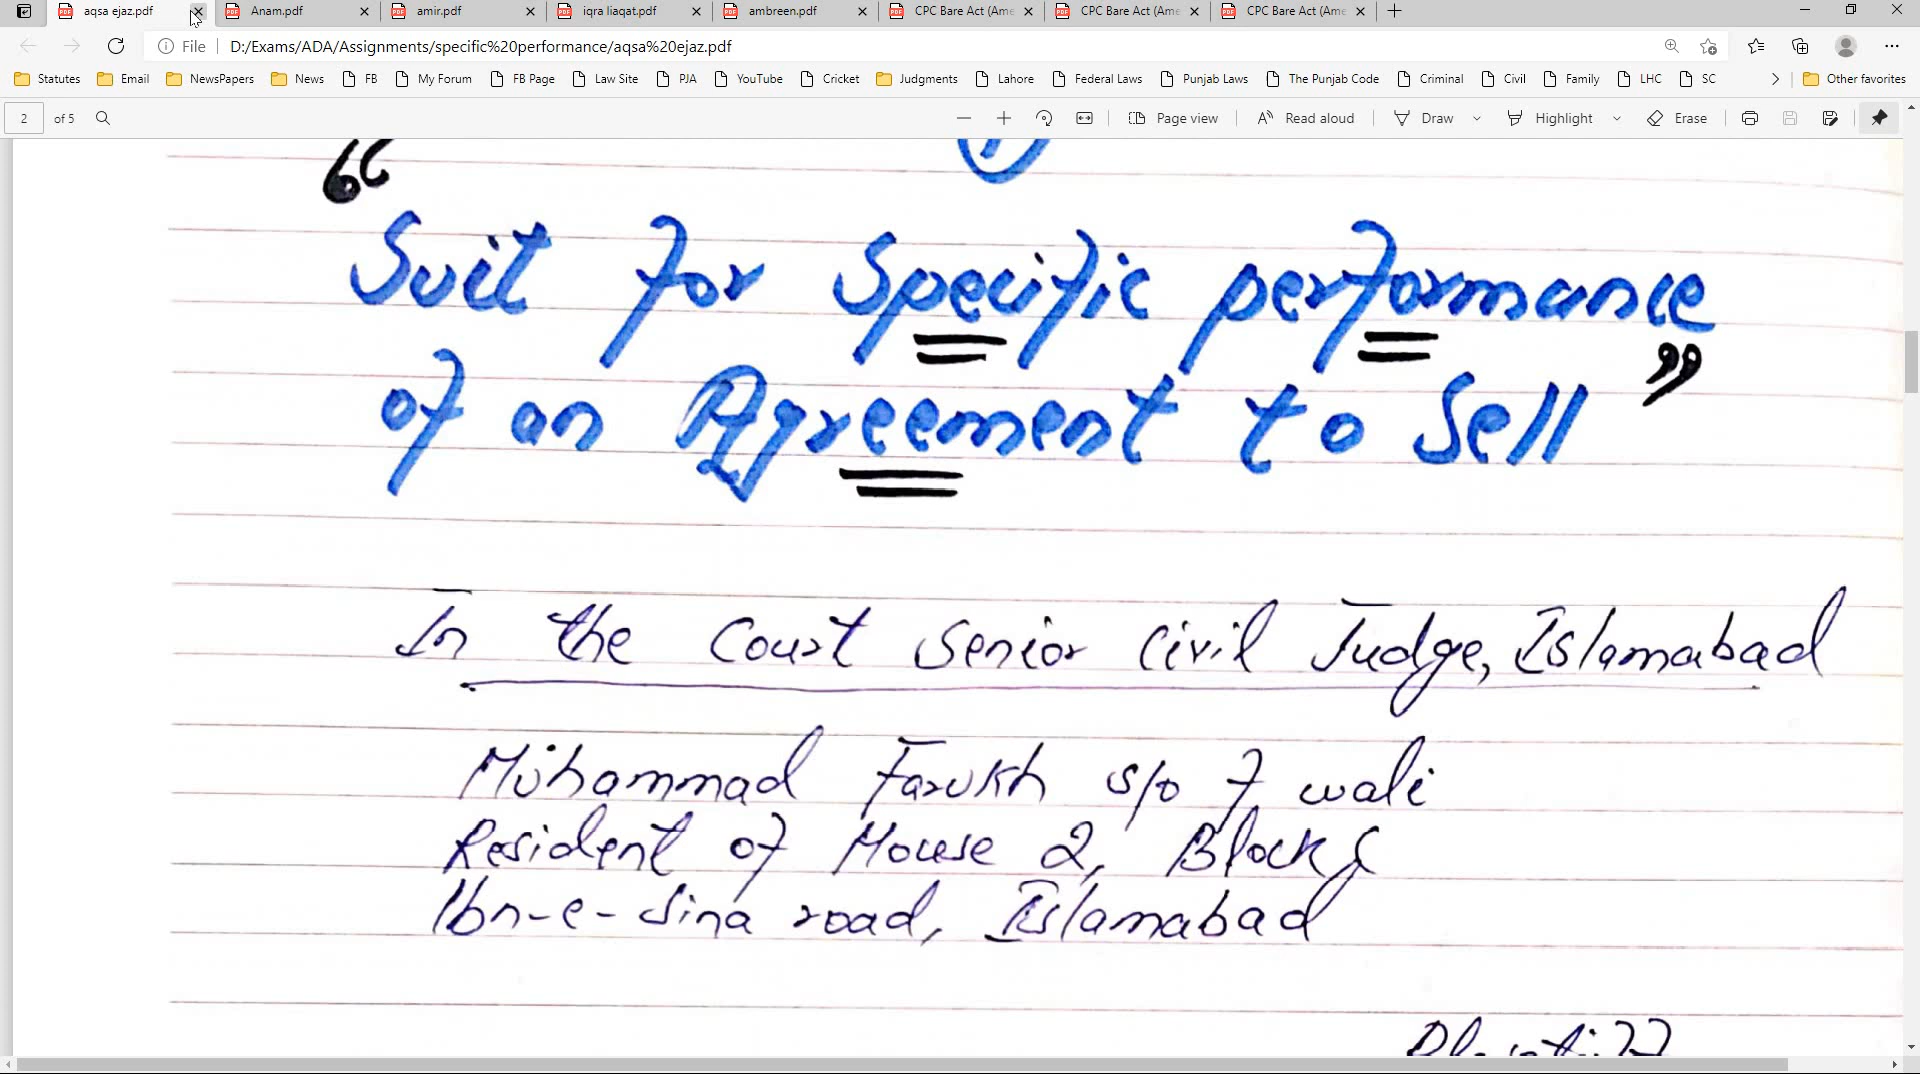 aqsa ejaz.pdf
Anam.pdf
amir.pdf
iqra liaqat.pdf
ambreen.pdf
CPC Bare Act (Ame
CPC Bare Act (Ame
CPC Bare Act (Ame
File
D:/Exams/ADA/Assignments/specific%20performance/aqsa%20ejaz.pdf
Statutes Email NewsPapers News FB My Forum FB Page Law Site PJA YouTube Cricket Judgments Lahore Federal Laws Punjab Laws The Punjab Code Criminal Civil Family LHC SC Other favorites
2 of 5 Page view Read aloud Draw Highlight Erase
“
Suit for Specific performance
of an Agreement to Sell ”
In the Court Senior Civil Judge, Islamabad
Muhammad Farukh s/o F wali
Resident of House 2, Block
Ibn-e-Sina road, Islamabad